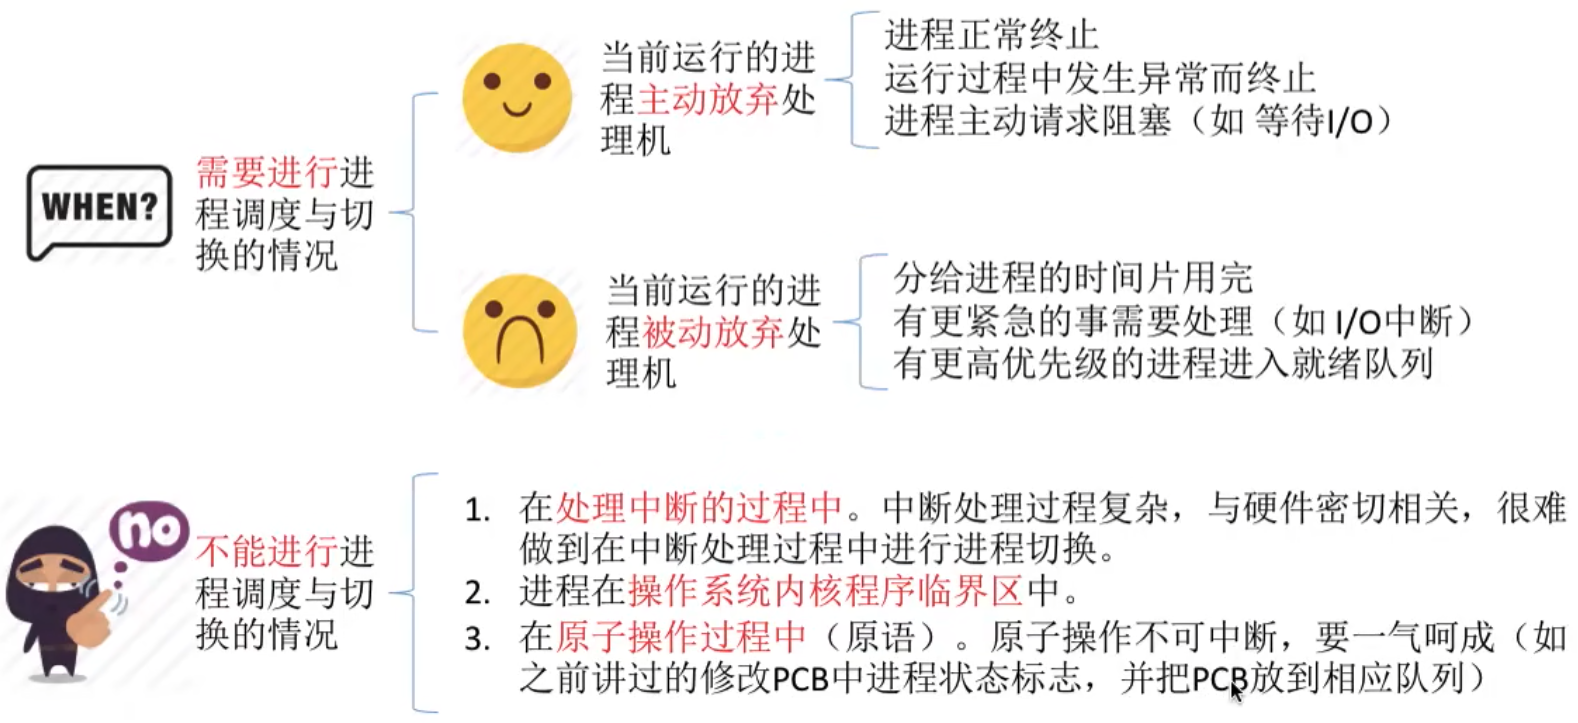 WHEN?
需要进行进
程调度与切
换的情况
当前运行的进
程主动放弃处
理机
进程正常终止
运行过程中发生异常而终止
进程主动请求阻塞（如 等待I/O）
当前运行的进
程被动放弃处
理机
分给进程的时间片用完
有更紧急的事需要处理（如 I/O中断）
有更高优先级的进程进入就绪队列
no
不能进行进
程调度与切
换的情况
1. 在处理中断的过程中。中断处理过程复杂，与硬件密切相关，很难
做到在中断处理过程中进行进程切换。
2. 进程在操作系统内核程序临界区中。
3. 在原子操作过程中（原语）。原子操作不可中断，要一气呵成（如
之前讲过的修改PCB中进程状态标志，并把PCB放到相应队列）